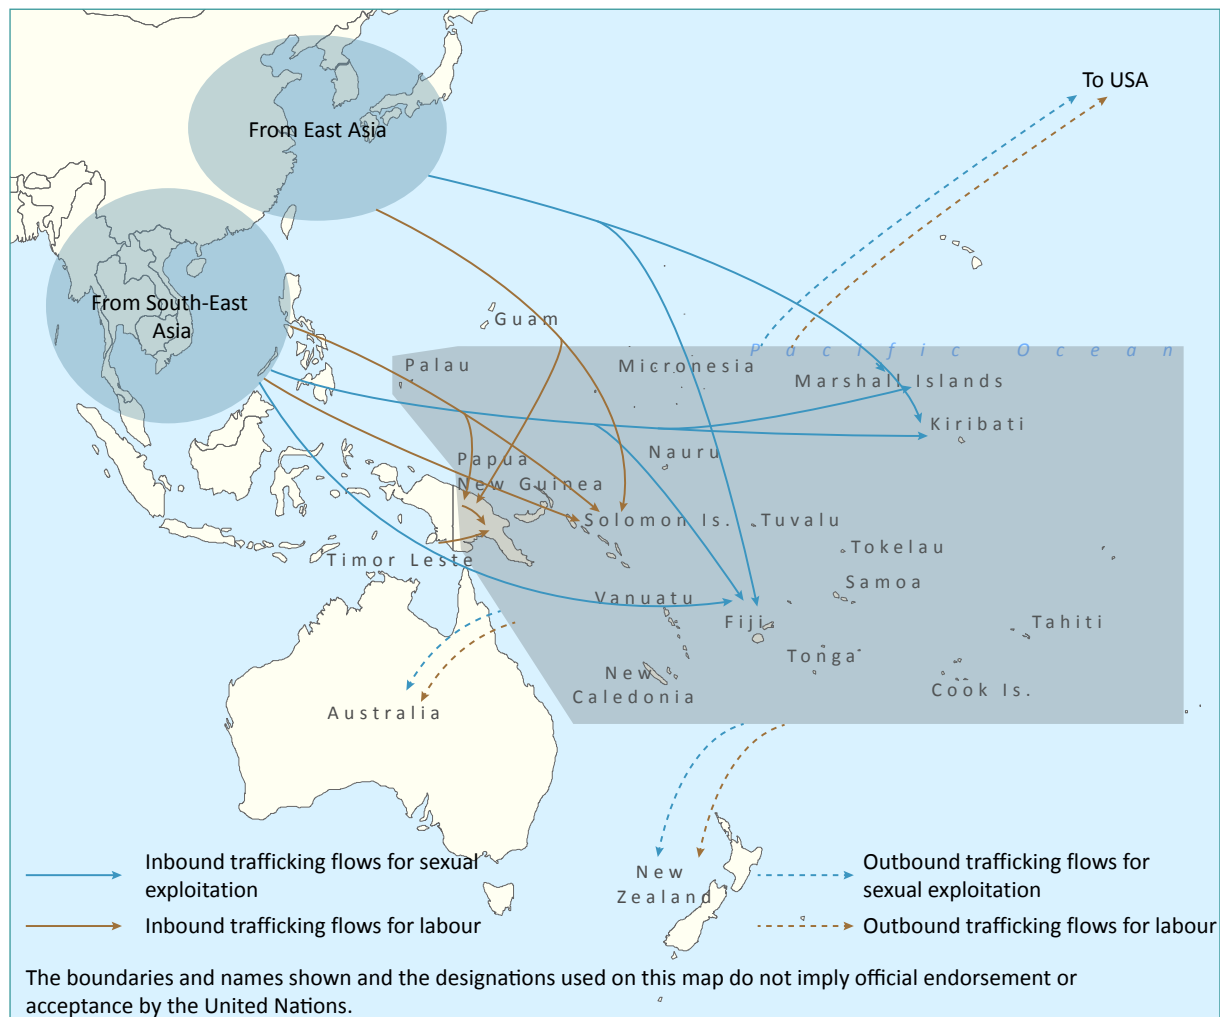 To USA
From East Asia
From South-East
Asia
Guam
Pacific Ocean
Palau
Micronesia
Marshall Islands
Kiribati
Nauru
Papua
New Guinea
Solomon Is.
Tuvalu
Tokelau
Timor Leste
Samoa
Vanuatu
Fiji
Tahiti
Tonga
New
Caledonia
Cook Is.
Australia
New
Zealand
Inbound trafficking flows for sexual
exploitation
Inbound trafficking flows for labour
Outbound trafficking flows for
sexual exploitation
Outbound trafficking flows for labour
The boundaries and names shown and the designations used on this map do not imply official endorsement or
acceptance by the United Nations.